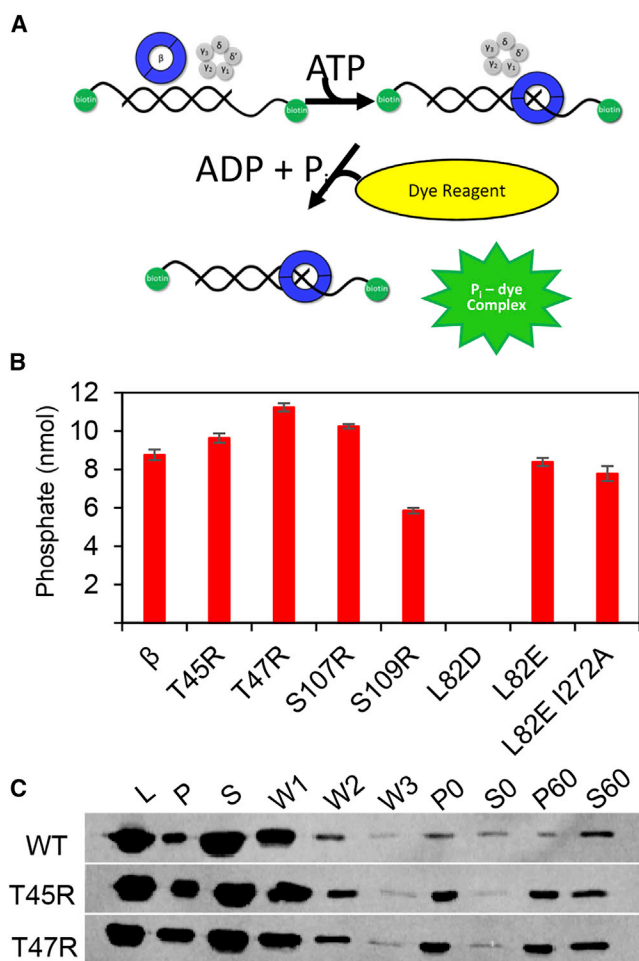 A
γ3 δ δ' γ2 γ1
β
biotin
biotin
ATP
γ3 δ δ' γ2 γ1
biotin
biotin
ADP + Pi
Dye Reagent
biotin
biotin
Pi – dye
Complex
B
Phosphate (nmol)
12
10
8
6
4
2
β
T45R
T47R
S107R
S109R
L82D
L82E
L82E I272A
C
L P S W1 W2 W3 P0 S0 P60 S60
WT
T45R
T47R